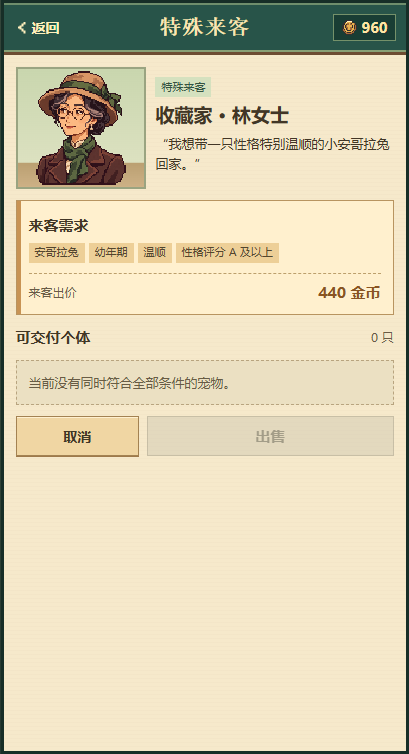 返回
特殊来客
960
特殊来客
收藏家·林女士
“我想带一只性格特别温顺的小安哥拉兔
回家。”
来客需求
安哥拉兔 幼年期 温顺 性格评分 A 及以上
来客出价 440 金币
可交付个体 0 只
当前没有同时符合全部条件的宠物。
取消 出售